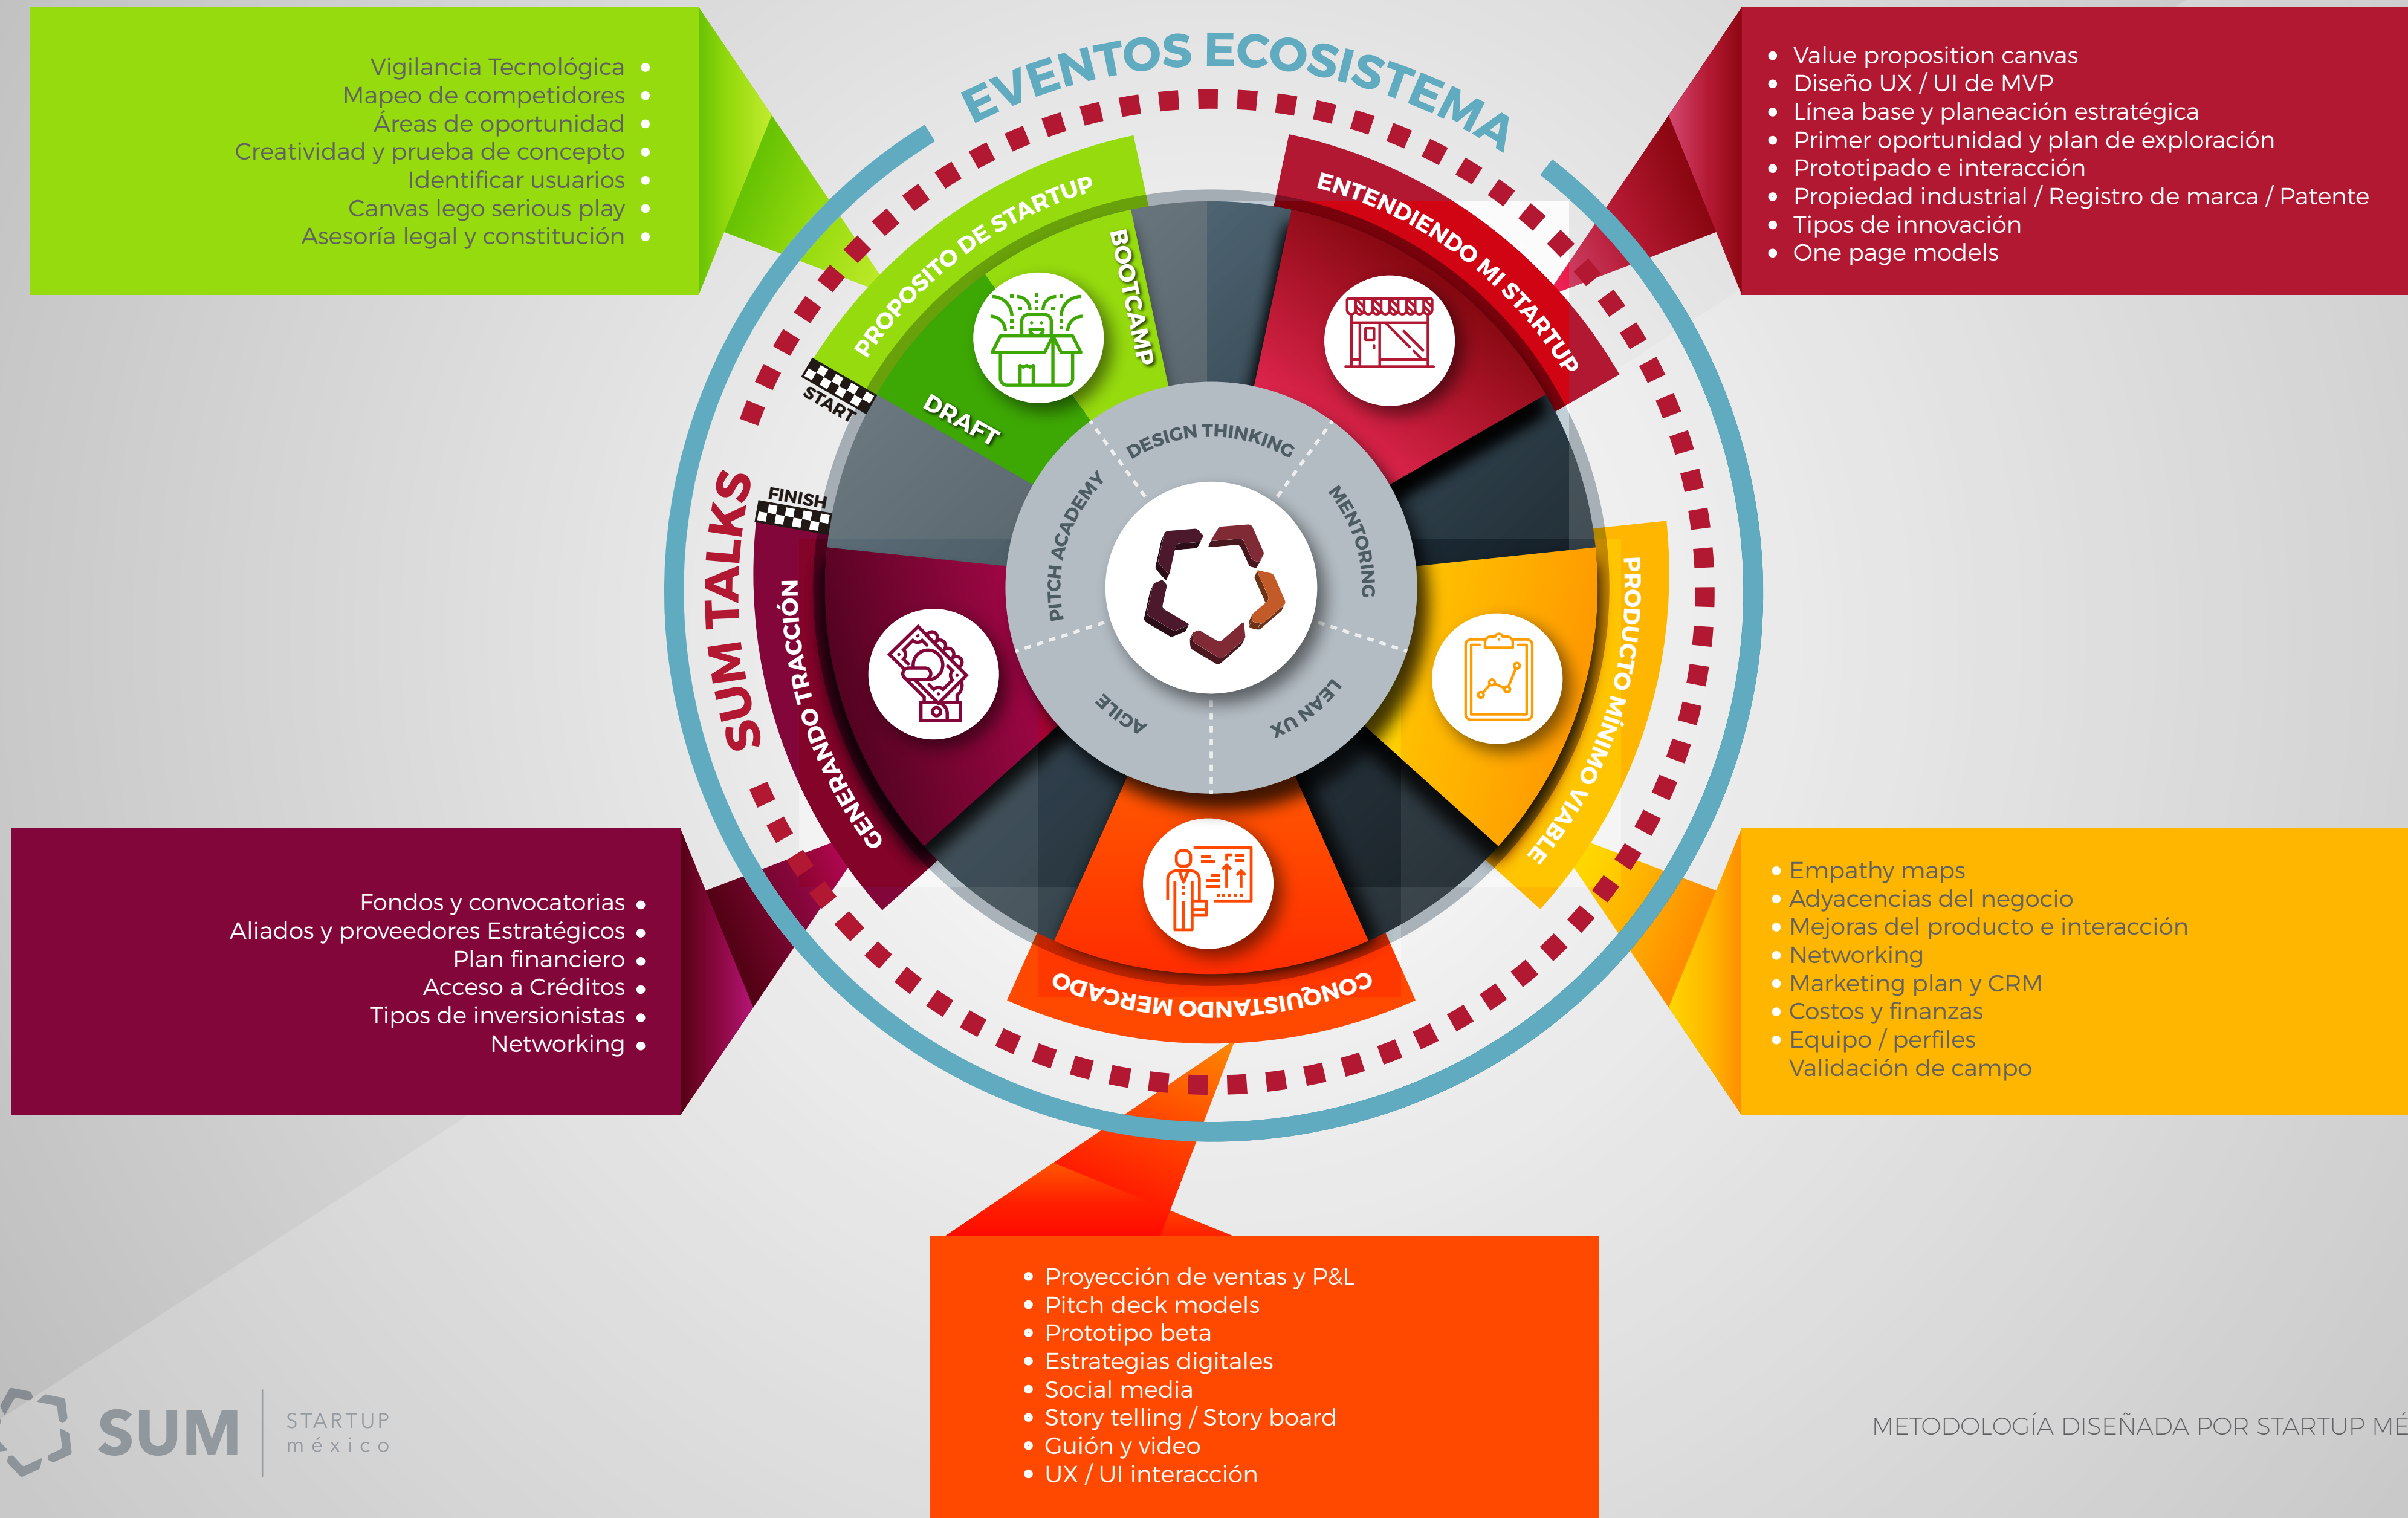 EVENTOS ECOSISTEMA
SUM TALKS
Vigilancia Tecnológica
Mapeo de competidores
Áreas de oportunidad
Creatividad y prueba de concepto
Identificar usuarios
Canvas lego serious play
Asesoría legal y constitución
Value proposition canvas
Diseño UX / UI de MVP
Línea base y planeación estratégica
Primer oportunidad y plan de exploración
Prototipado e interacción
Propiedad industrial / Registro de marca / Patente
Tipos de innovación
One page models
PROPOSITO DE STARTUP
BOOTCAMP
DRAFT
START
FINISH
ENTENDIENDO MI STARTUP
PRODUCTO MÍNIMO VIABLE
CONQUISTANDO MERCADO
GENERANDO TRACCIÓN
DESIGN THINKING
MENTORING
LEAN UX
AGILE
PITCH ACADEMY
Fondos y convocatorias
Aliados y proveedores Estratégicos
Plan financiero
Acceso a Créditos
Tipos de inversionistas
Networking
Empathy maps
Adyacencias del negocio
Mejoras del producto e interacción
Networking
Marketing plan y CRM
Costos y finanzas
Equipo / perfiles
Validación de campo
Proyección de ventas y P&L
Pitch deck models
Prototipo beta
Estrategias digitales
Social media
Story telling / Story board
Guión y video
UX / UI interacción
SUM
STARTUP
méxico
METODOLOGÍA DISEÑADA POR STARTUP MÉ